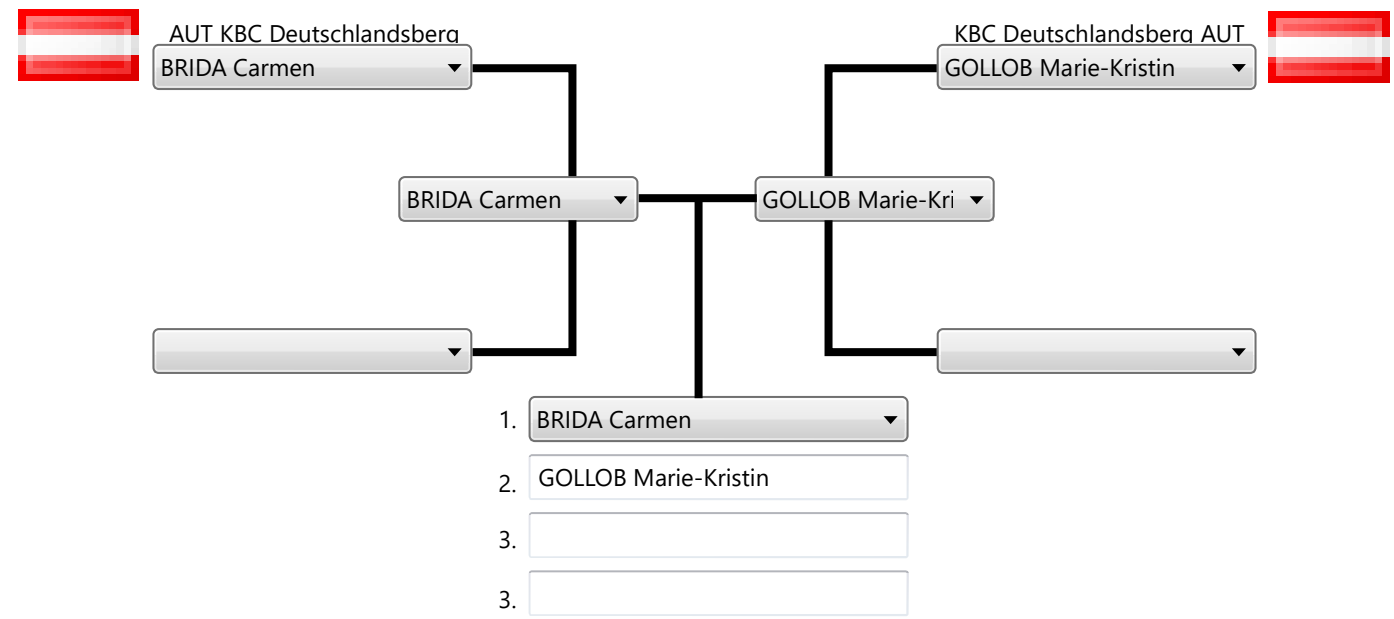 AUT KBC Deutschlandsberg
KBC Deutschlandsberg AUT
BRIDA Carmen
GOLLOB Marie-Kristin
BRIDA Carmen
GOLLOB Marie-Kri
1. BRIDA Carmen
2. GOLLOB Marie-Kristin
3.
3.